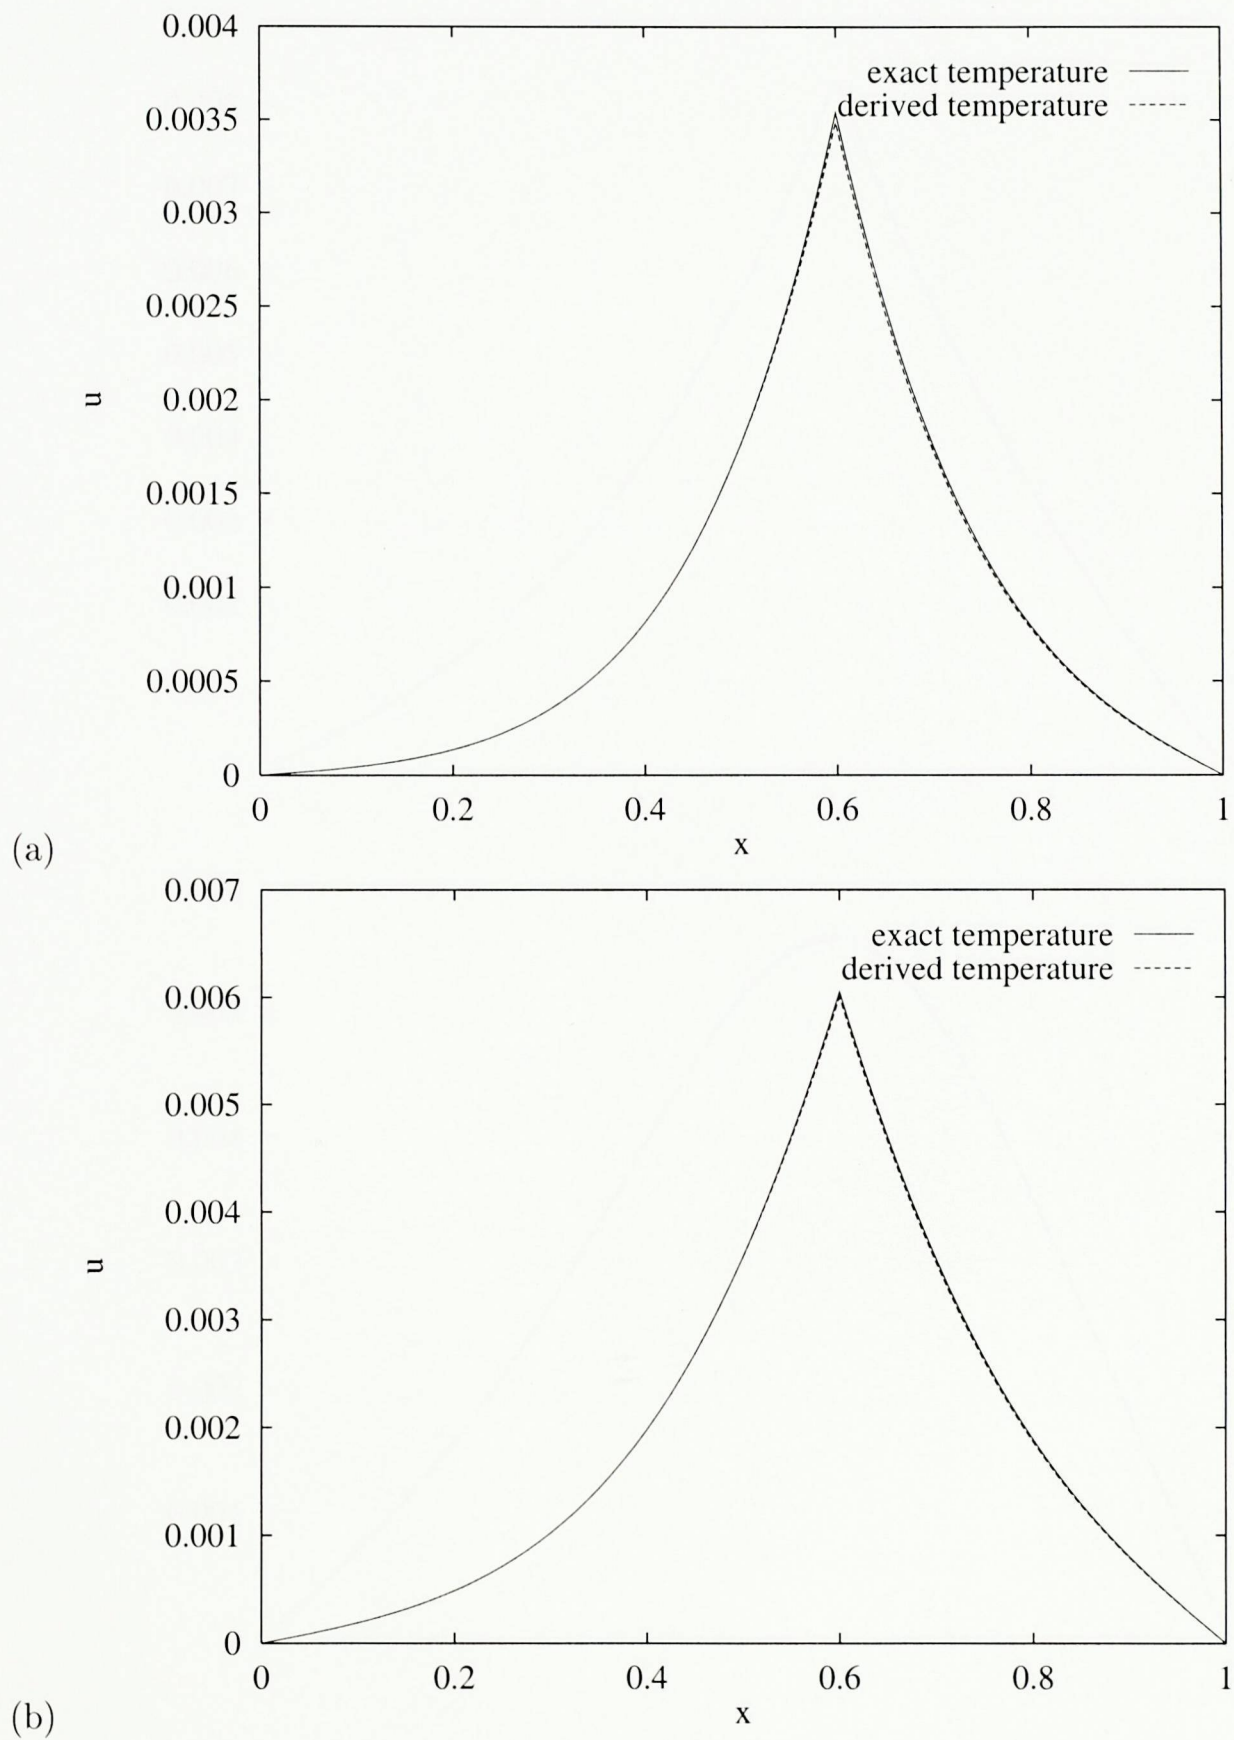 0.004
exact temperature
derived temperature
0.0035
0.003
0.0025
u
0.002
0.0015
0.001
0.0005
0
0 0.2 0.4 0.6 0.8 1
x
(a)
0.007
exact temperature
derived temperature
0.006
0.005
0.004
u
0.003
0.002
0.001
0
0 0.2 0.4 0.6 0.8 1
x
(b)